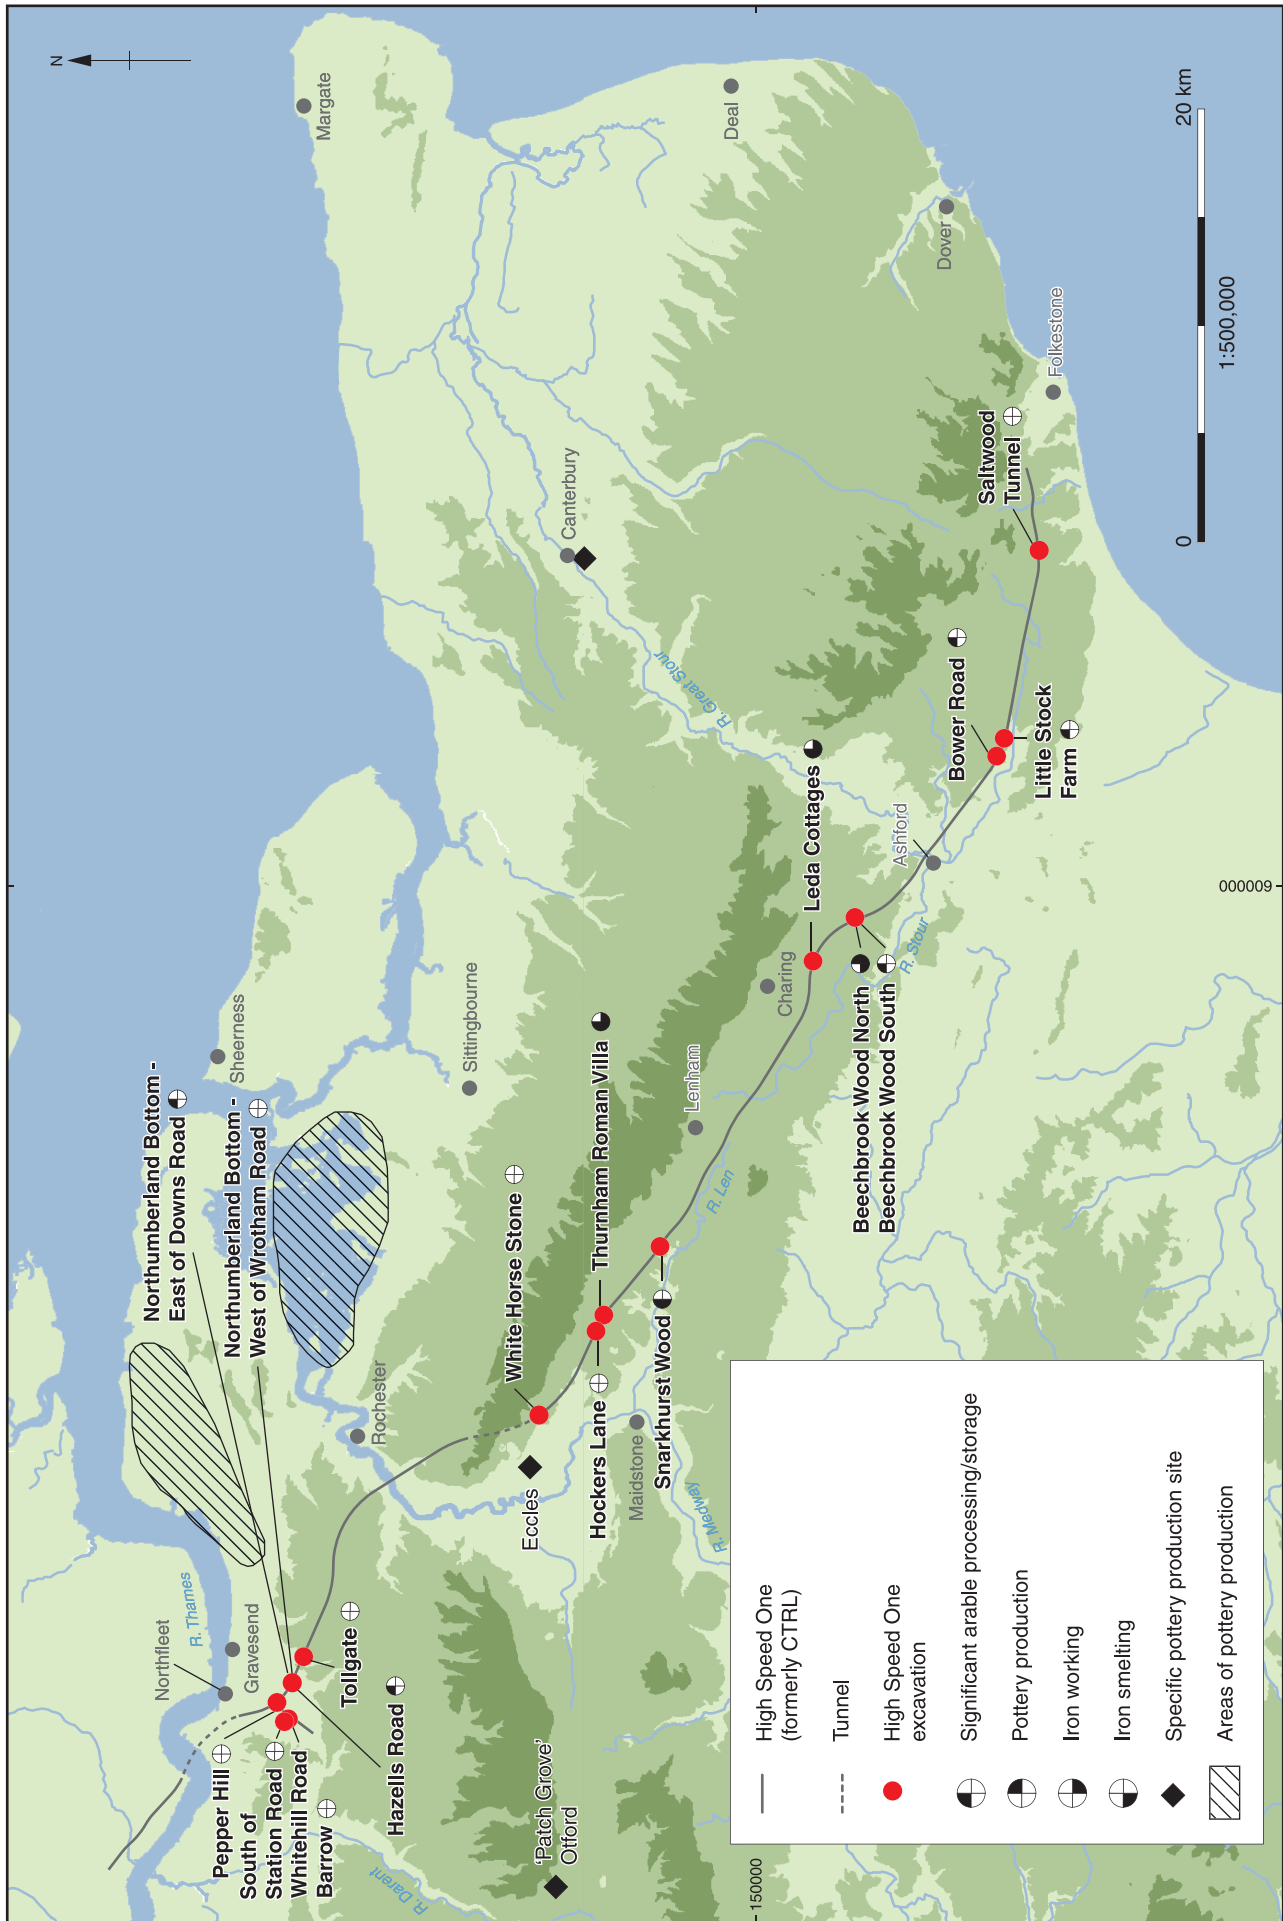 N
Margate
Deal
Dover
Folkestone
Canterbury
Saltwood
Tunnel
R. Great Stour
Bower Road
Little Stock
Farm
Leda Cottages
Ashford
R. Stour
Charing
Beechbrook Wood North
Beechbrook Wood South
Sheerness
Sittingbourne
Lenham
R. Len
Northumberland Bottom -
East of Downs Road
Northumberland Bottom -
West of Wrotham Road
White Horse Stone
Thurnham Roman Villa
Hockers Lane
Snarkhurst Wood
Rochester
Maidstone
R. Medway
Eccles
R. Thames
Northfleet
Gravesend
Tollgate
Hazells Road
Pepper Hill
South of
Station Road
Whitehill Road
Barrow
R. Darent
'Patch Grove'
Otford
150000
600000
0
20 km
1:500,000
High Speed One
(formerly CTRL)
Tunnel
High Speed One
excavation
Significant arable processing/storage
Pottery production
Iron working
Iron smelting
Specific pottery production site
Areas of pottery production